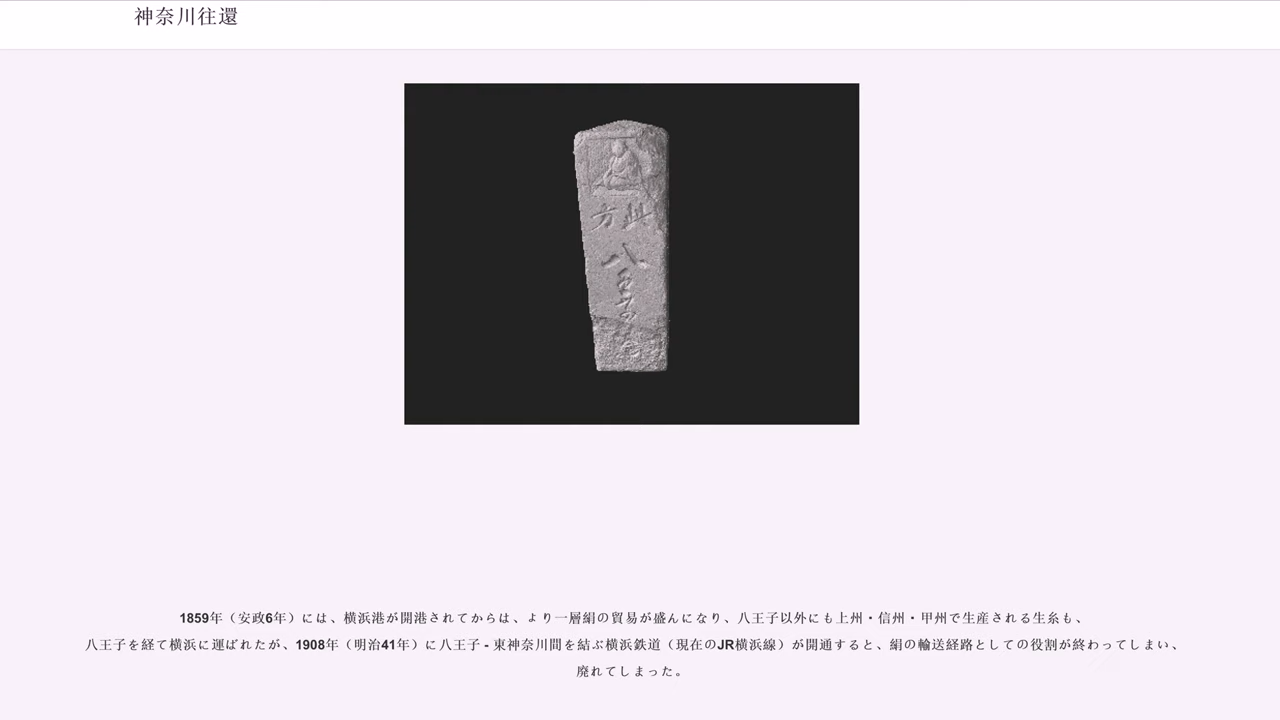 神奈川往還
此方
八王子の
1859年（安政6年）には、横浜港が開港されてからは、より一層絹の貿易が盛んになり、八王子以外にも上州・信州・甲州で生産される生糸も、
八王子を経て横浜に運ばれたが、1908年（明治41年）に八王子 - 東神奈川間を結ぶ横浜鉄道（現在のJR横浜線）が開通すると、絹の輸送経路としての役割が終わってしまい、
廃れてしまった。